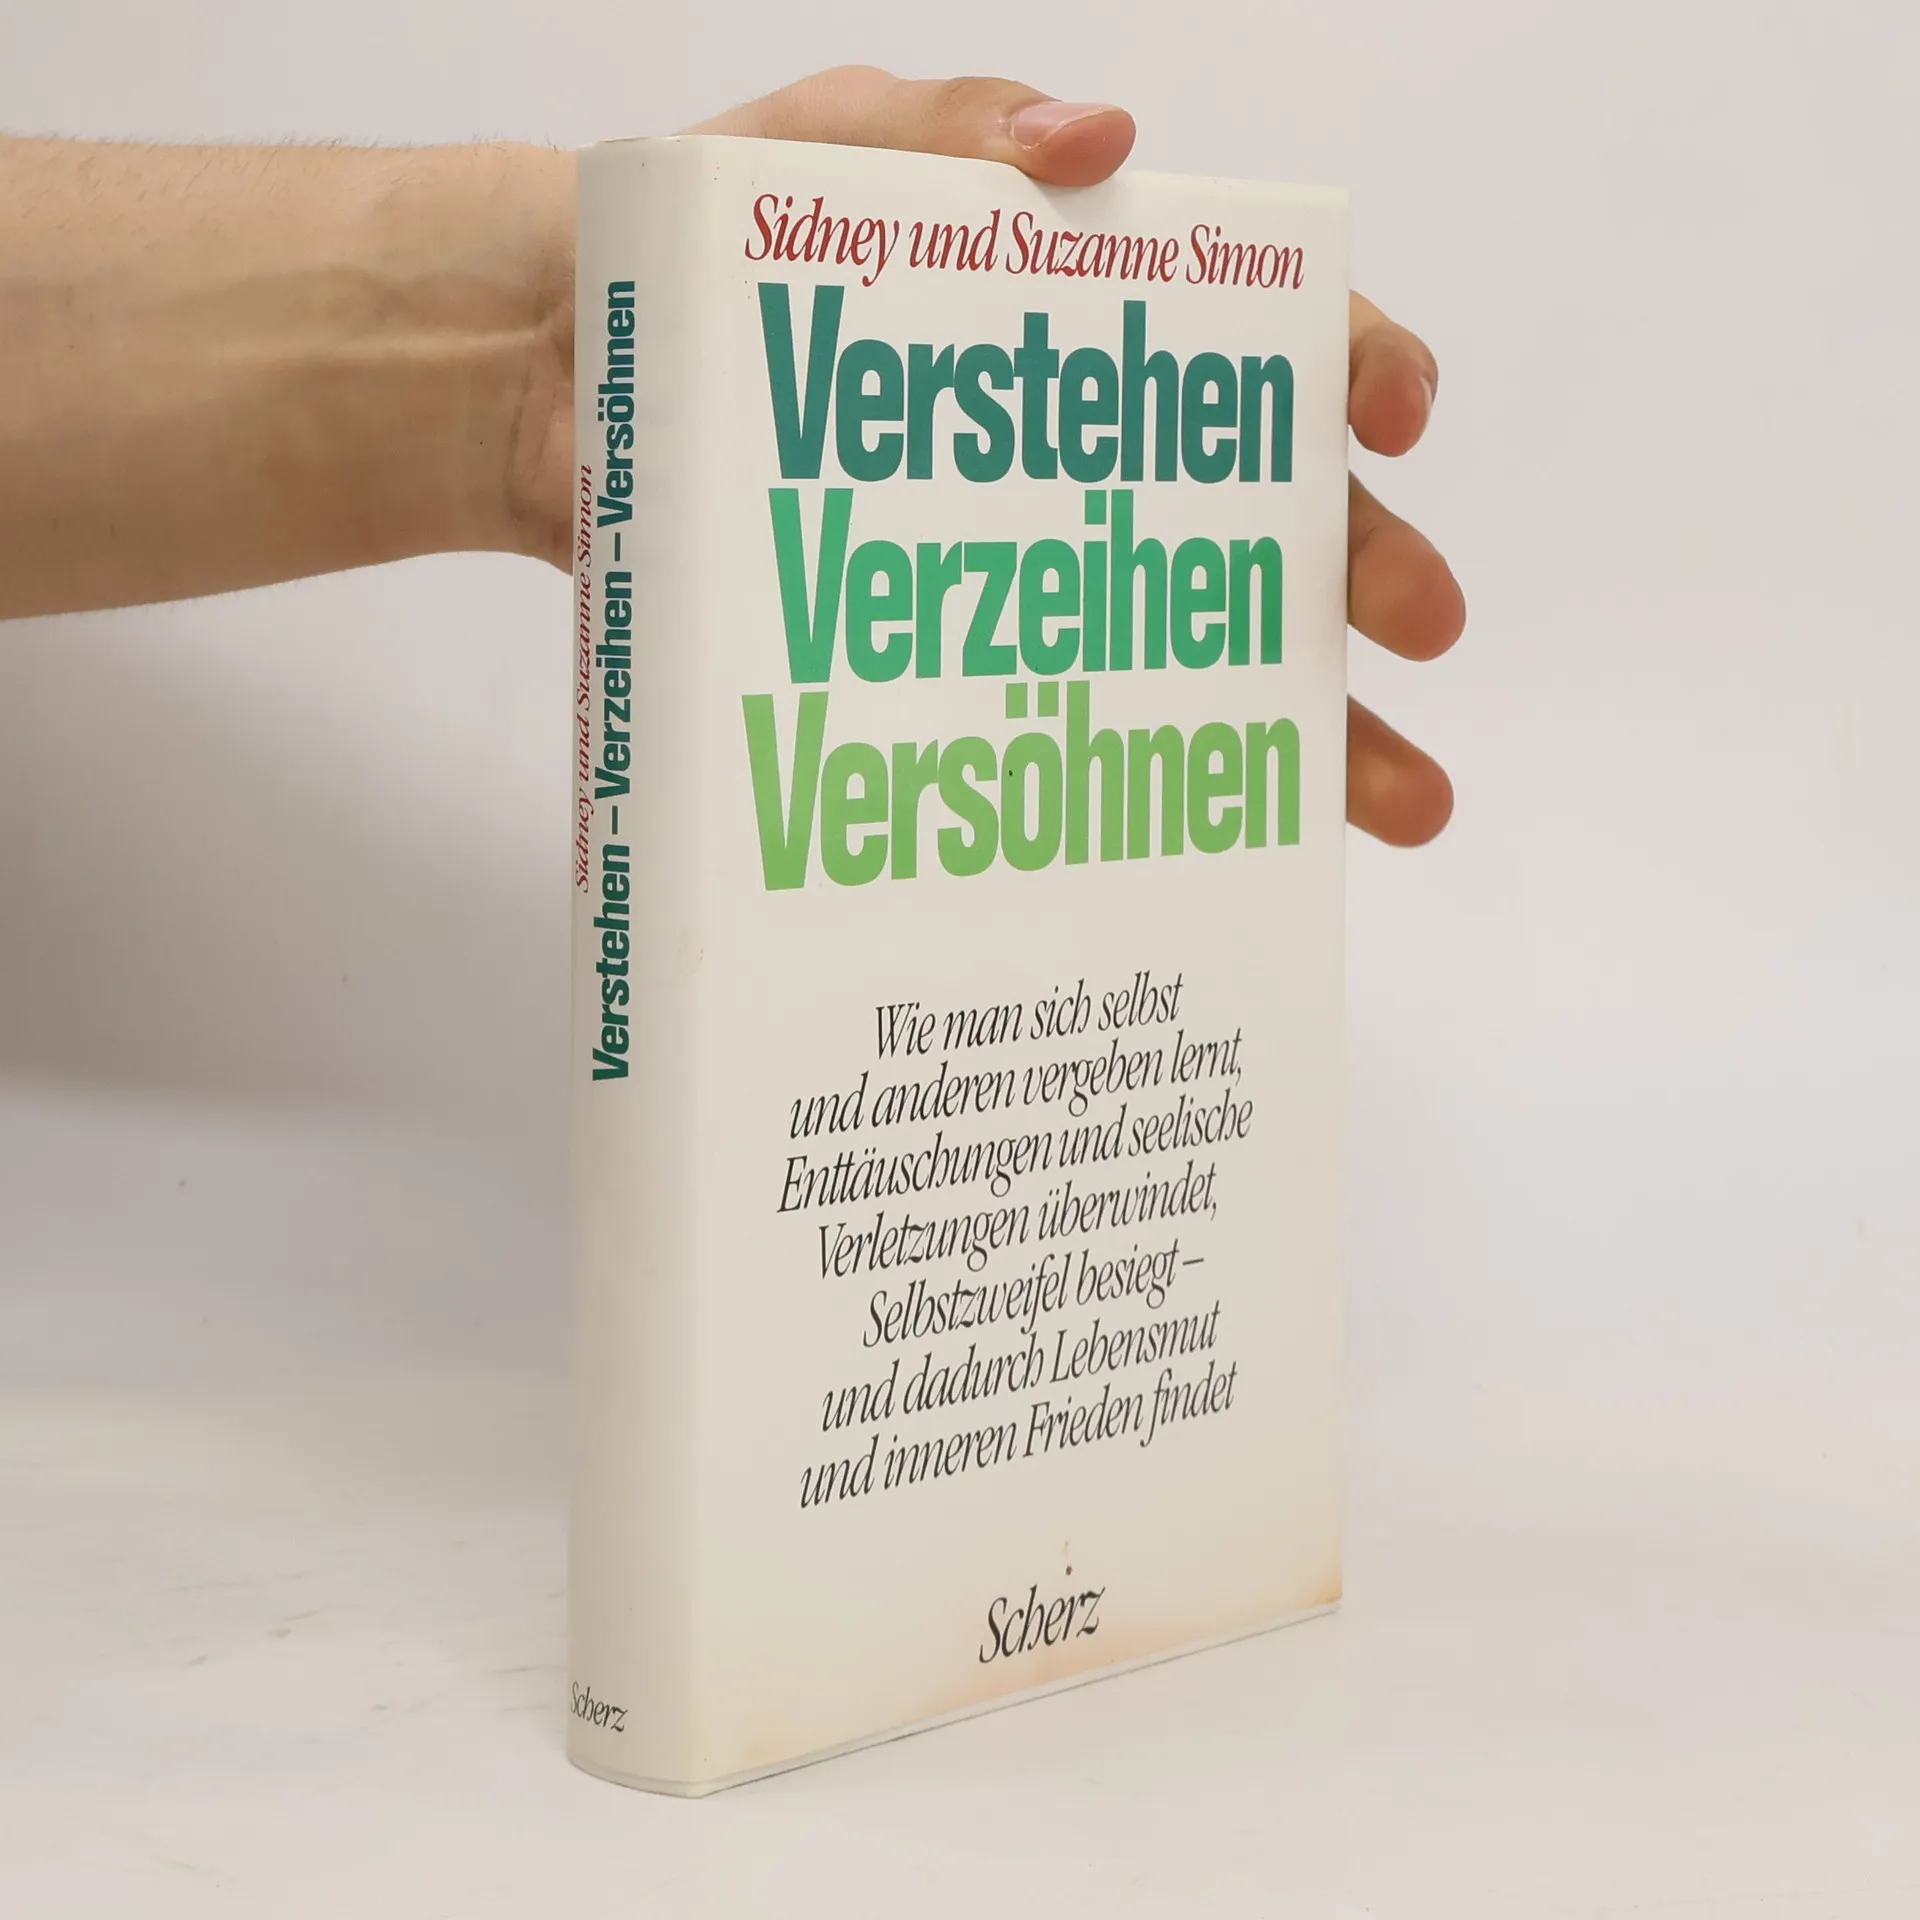 Sidney und Suzanne Simon
Verstehen – Verzeihen – Versöhnen
Scherz
Sidney und Suzanne Simon
Verstehen
Verzeihen
Versöhnen
Wie man sich selbst
und anderen vergeben lernt,
Enttäuschungen und seelische
Verletzungen überwindet,
Selbstzweifel besiegt –
und dadurch Lebensmut
und inneren Frieden findet
Scherz